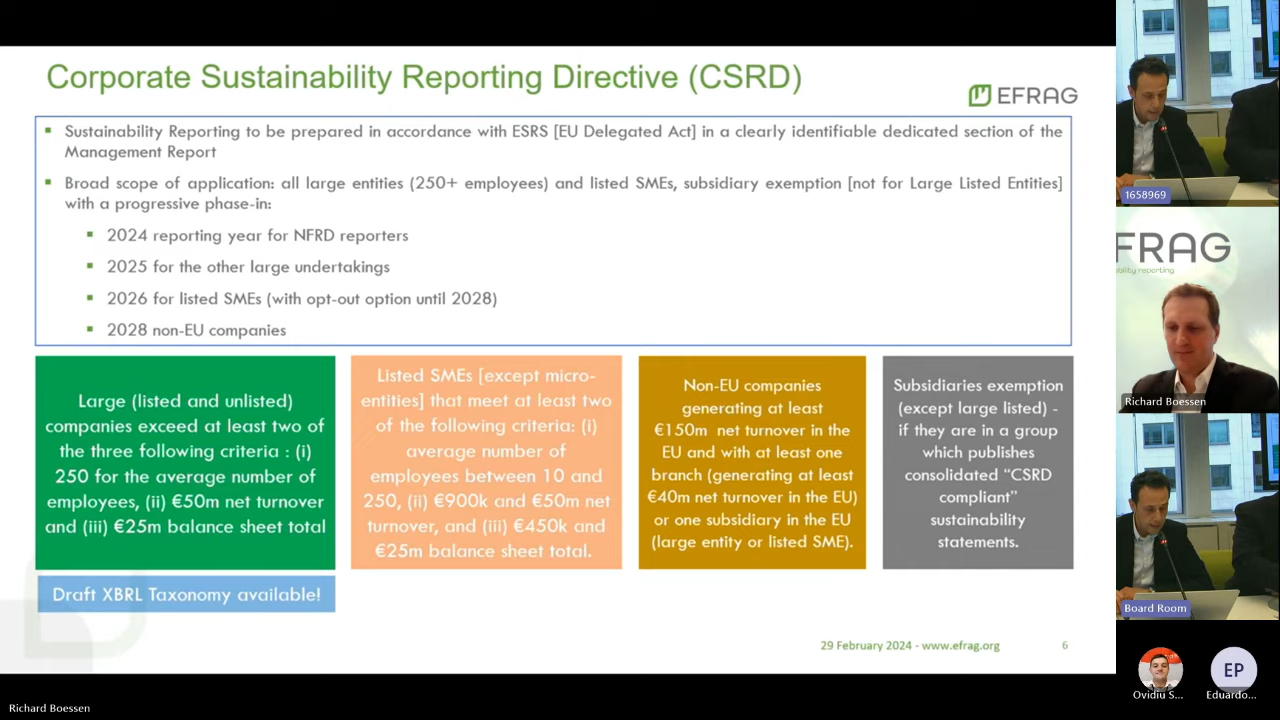 Corporate Sustainability Reporting Directive (CSRD)
EFRAG
Sustainability Reporting to be prepared in accordance with ESRS [EU Delegated Act] in a clearly identifiable dedicated section of the
Management Report
Broad scope of application: all large entities (250+ employees) and listed SMEs, subsidiary exemption [not for Large Listed Entities]
with a progressive phase-in:
2024 reporting year for NFRD reporters
2025 for the other large undertakings
2026 for listed SMEs (with opt-out option until 2028)
2028 non-EU companies
Large (listed and unlisted)
companies exceed at least two of
the three following criteria : (i)
250 for the average number of
employees, (ii) €50m net turnover
and (iii) €25m balance sheet total
Listed SMEs [except micro-
entities] that meet at least two
of the following criteria: (i)
average number of
employees between 10 and
250, (ii) €900k and €50m net
turnover, and (iii) €450k and
€25m balance sheet total.
Non-EU companies
generating at least
€150m net turnover in the
EU and with at least one
branch (generating at least
€40m net turnover in the EU)
or one subsidiary in the EU
(large entity or listed SME).
Subsidiaries exemption
(except large listed) -
if they are in a group
which publishes
consolidated “CSRD
compliant”
sustainability
statements.
Draft XBRL Taxonomy available!
29 February 2024 - www.efrag.org
6
Richard Boessen
1658969
FRAG
bility reporting
Richard Boessen
Board Room
EP
Ovidiu S...
Eduardo...